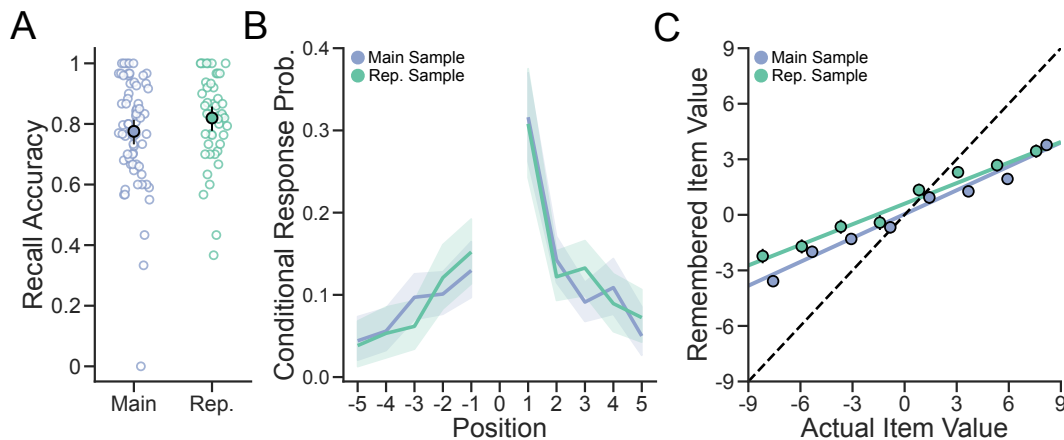 A
Recall Accuracy
1
0.8
0.6
0.4
0.2
0
Main Rep.
B
Conditional Response Prob.
Main Sample
Rep. Sample
0.4
0.3
0.2
0.1
0.0
-5 -4 -3 -2 -1 0 1 2 3 4 5
Position
C
Remembered Item Value
Main Sample
Rep. Sample
9
6
3
0
-3
-6
-9
-9 -6 -3 0 3 6 9
Actual Item Value